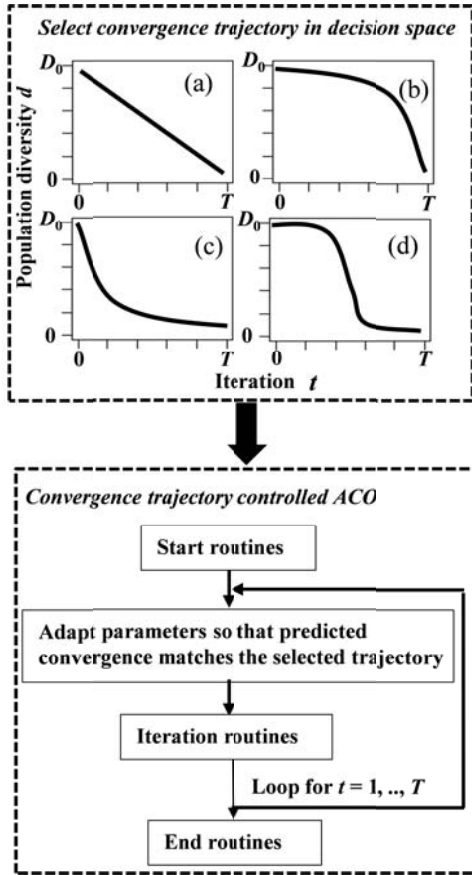 Select convergence trajectory in decision space
Population diversity d
D₀
(a)
0
T
D₀
(b)
0
T
D₀
(c)
0
0
T
D₀
(d)
0
0
T
Iteration t
Convergence trajectory controlled ACO
Start routines
Adapt parameters so that predicted
convergence matches the selected trajectory
Iteration routines
Loop for t = 1, .., T
End routines